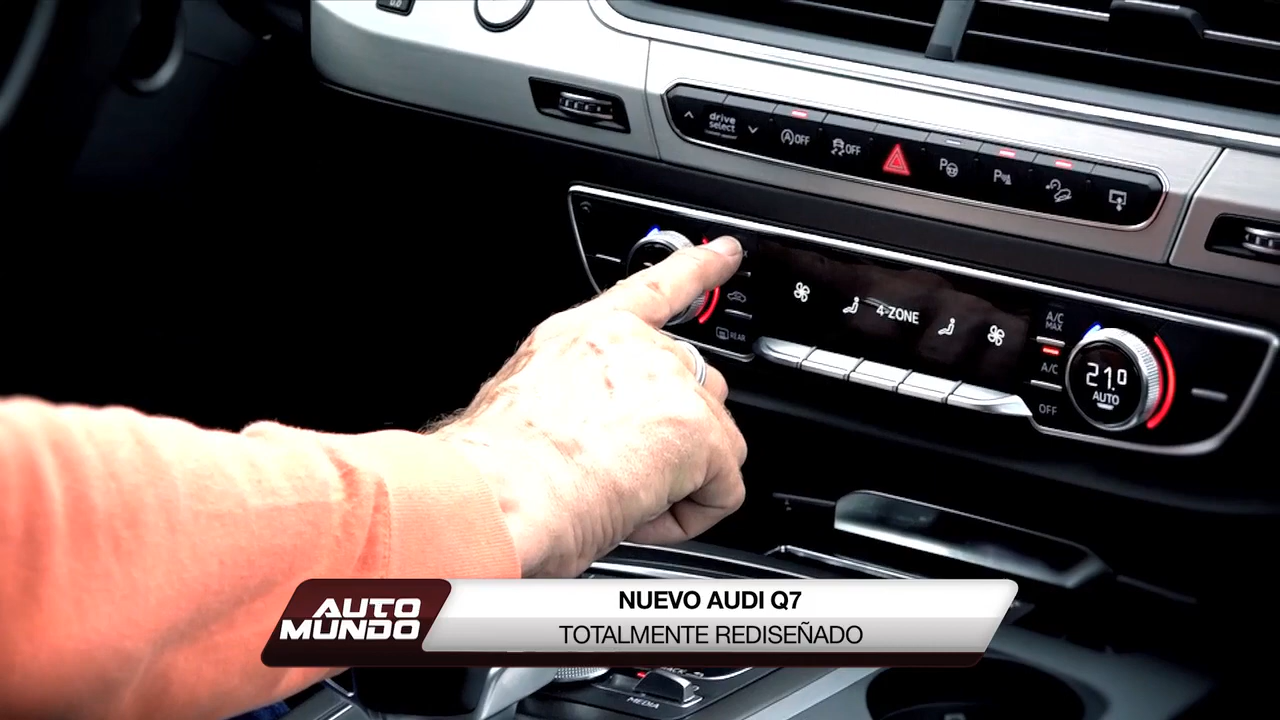 drive
select
OFF
OFF
P
P
4-ZONE
REAR
A/C
MAX
A/C
OFF
21.0
AUTO
AUTO
MUNDO
NUEVO AUDI Q7
TOTALMENTE REDISEÑADO
MEDIA